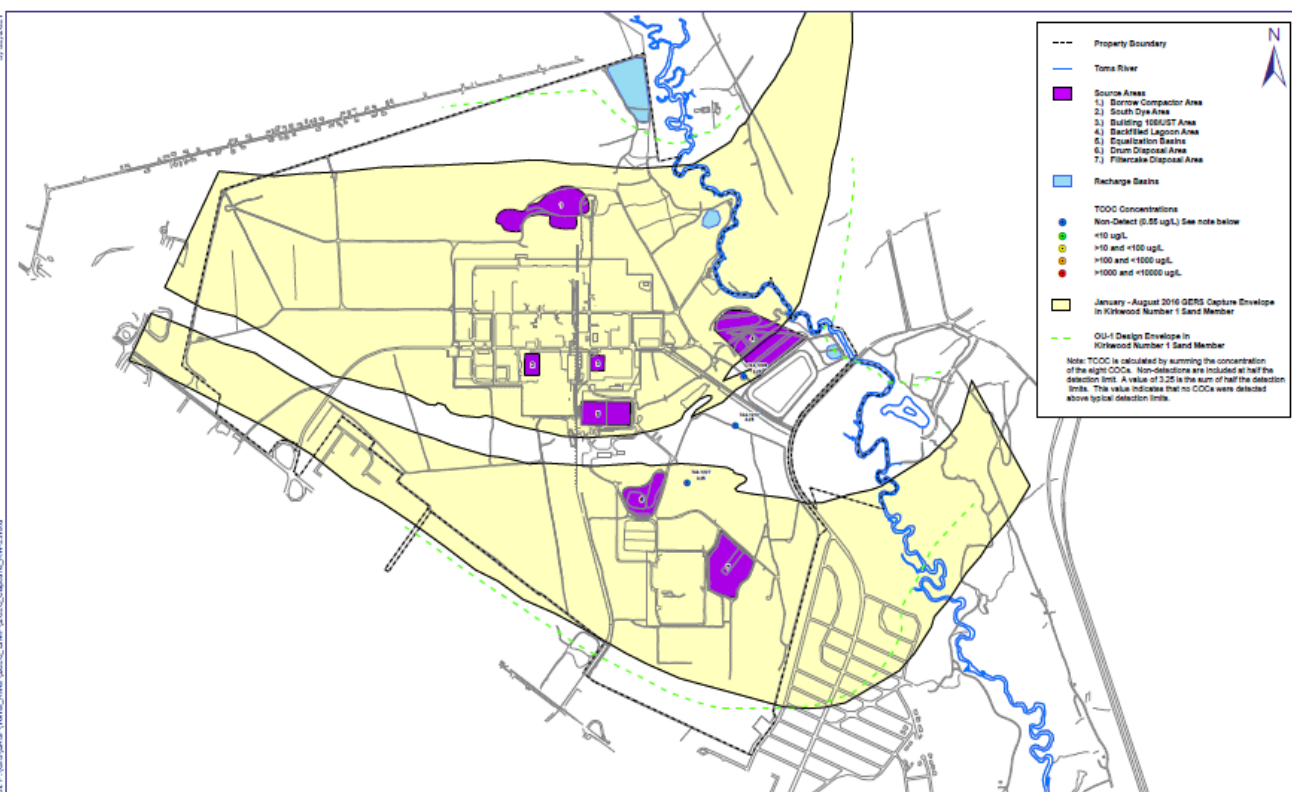 N
Property Boundary
Toms River
Source Areas
1.) Borrow Compactor Area
2.) South Dye Area
3.) Building 108/UST Area
4.) Backfilled Lagoon Area
5.) Equalization Basins
6.) Drum Disposal Area
7.) Filtercake Disposal Area
Recharge Basins
TCOC Concentrations
Non-Detect (0.55 ug/L) See note below
<10 ug/L
>10 and <100 ug/L
>100 and <1000 ug/L
>1000 and <10000 ug/L
January - August 2016 GERS Capture Envelope
in Kirkwood Number 1 Sand Member
OU-1 Design Envelope in
Kirkwood Number 1 Sand Member
Note: TCOC is calculated by summing the concentration
of the eight COCs. Non-detections are included at half the
detection limit. A value of 3.25 is the sum of half the detection
limits. This value indicates that no COCs were detected
above typical detection limits.
1